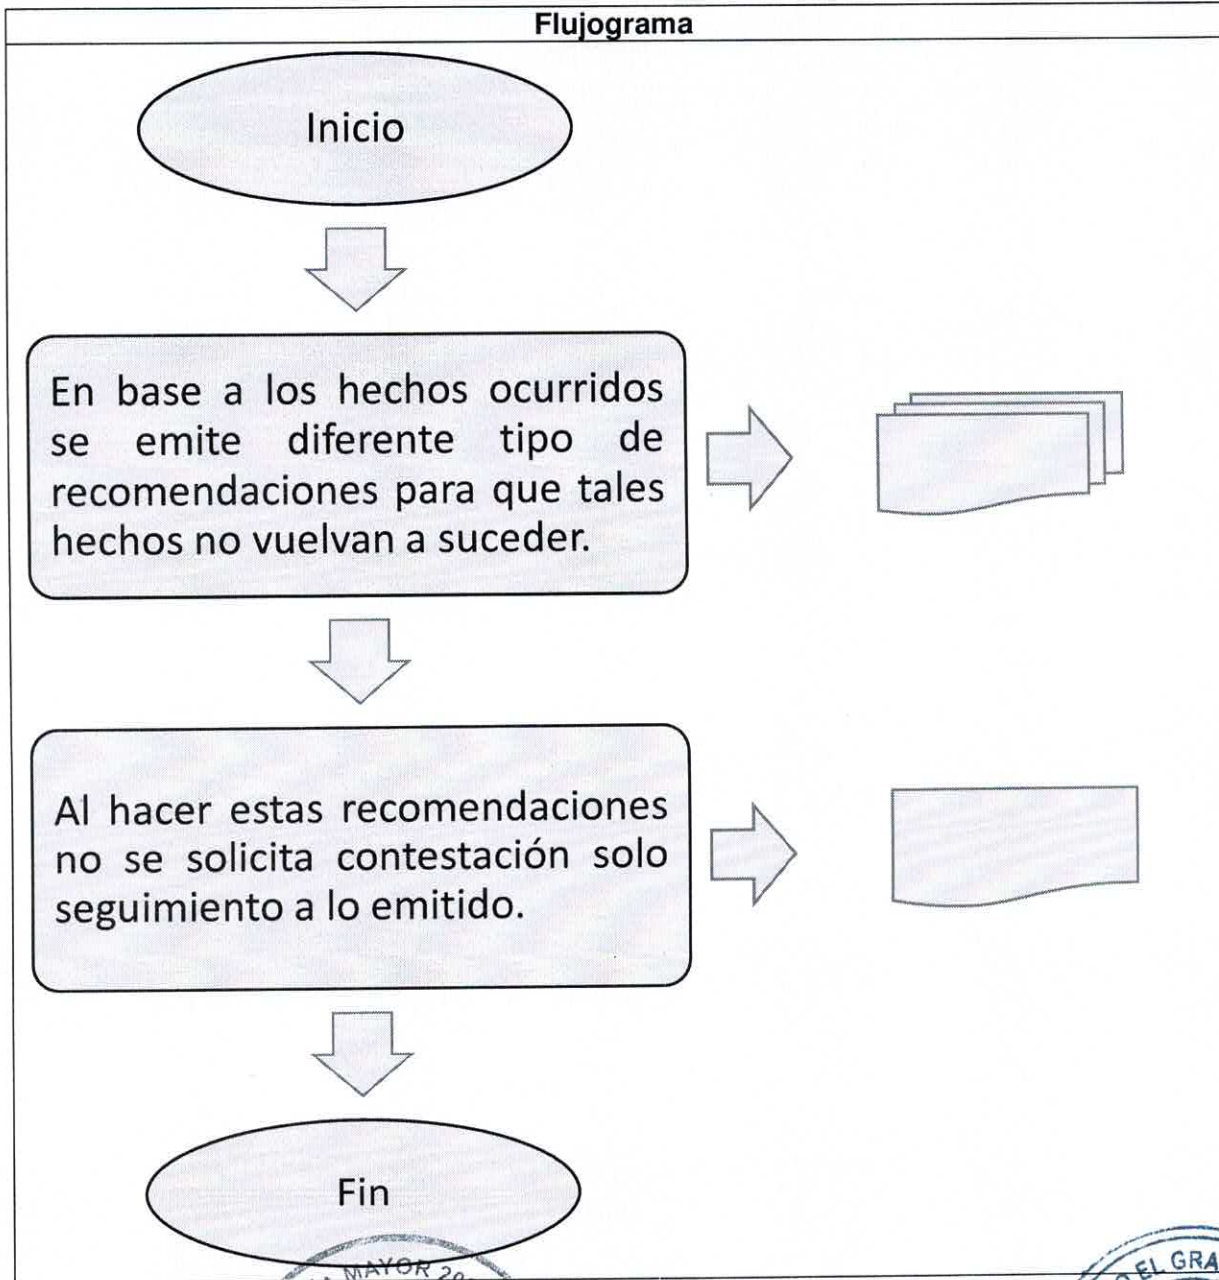 Flujograma
Inicio
En base a los hechos ocurridos
se emite diferente tipo de
recomendaciones para que tales
hechos no vuelvan a suceder.
Al hacer estas recomendaciones
no se solicita contestación solo
seguimiento a lo emitido.
Fin
MAYOR
EL GRA